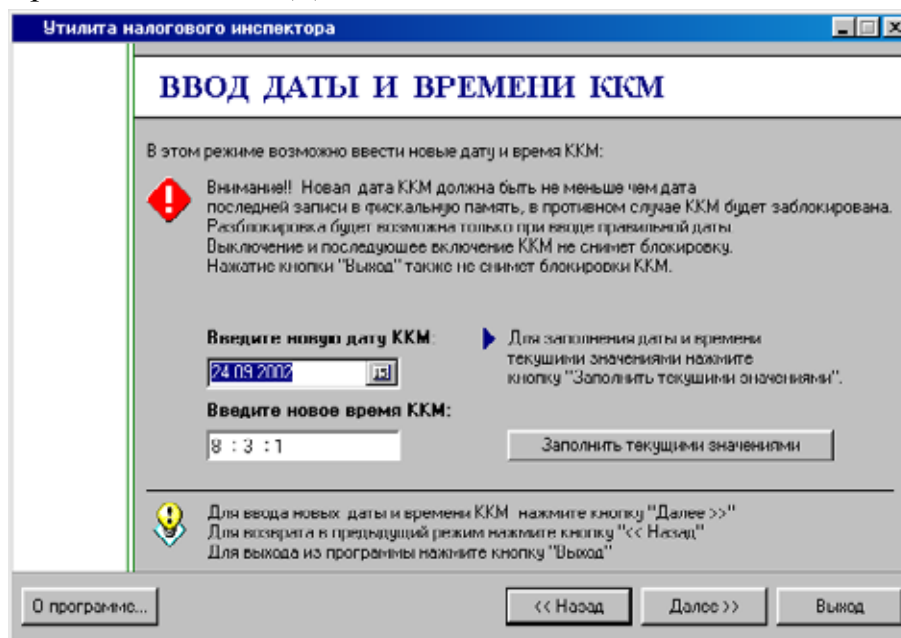 Утилита налогового инспектора
ВВОД ДАТЫ И ВРЕМЕНИ ККМ
В этом режиме возможно ввести новые дату и время ККМ:
Внимание!! Новая дата ККМ должна быть не меньше чем дата
последней записи в фискальную память, в противном случае ККМ будет заблокирована.
Разблокировка будет возможна только при вводе правильной даты.
Выключение и последующее включение ККМ не снимет блокировку.
Нажатие кнопки "Выход" также не снимет блокировки ККМ.
Введите новую дату ККМ:
24.09.2002
15
Введите новое время ККМ:
8 : 3 : 1
Для заполнения даты и времени
текущими значениями нажмите
кнопку "Заполнить текущими значениями".
Заполнить текущими значениями
Для ввода новых даты и времени ККМ нажмите кнопку "Далее >>"
Для возврата в предыдущий режим нажмите кнопку "<< Назад"
Для выхода из программы нажмите кнопку "Выход"
О программе...
<< Назад
Далее >>
Выход